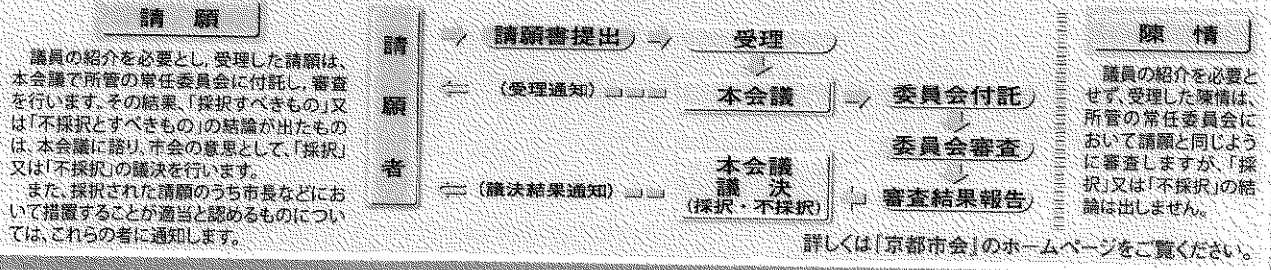 請 願
議員の紹介を必要とし、受理した請願は、
本会議で所管の常任委員会に付託し、審査
を行います。その結果、「採択すべきもの」又
は「不採択とすべきもの」の結論が出たもの
は、本会議に諮り、市会の意思として、「採択」
又は「不採択」の議決を行います。
また、採択された請願のうち市長などにお
いて措置することが適当と認めるものについ
ては、これらの者に通知します。
請願者
請願書提出
受理
(受理通知)
本会議
委員会付託
委員会審査
審査結果報告
本会議
議 決
(採択・不採択)
(議決結果通知)
陳 情
議員の紹介を必要と
せず、受理した陳情は、
所管の常任委員会に
おいて請願と同じよう
に審査しますが、「採
択」又は「不採択」の結
論は出しません。
詳しくは「京都市会」のホームページをご覧ください。